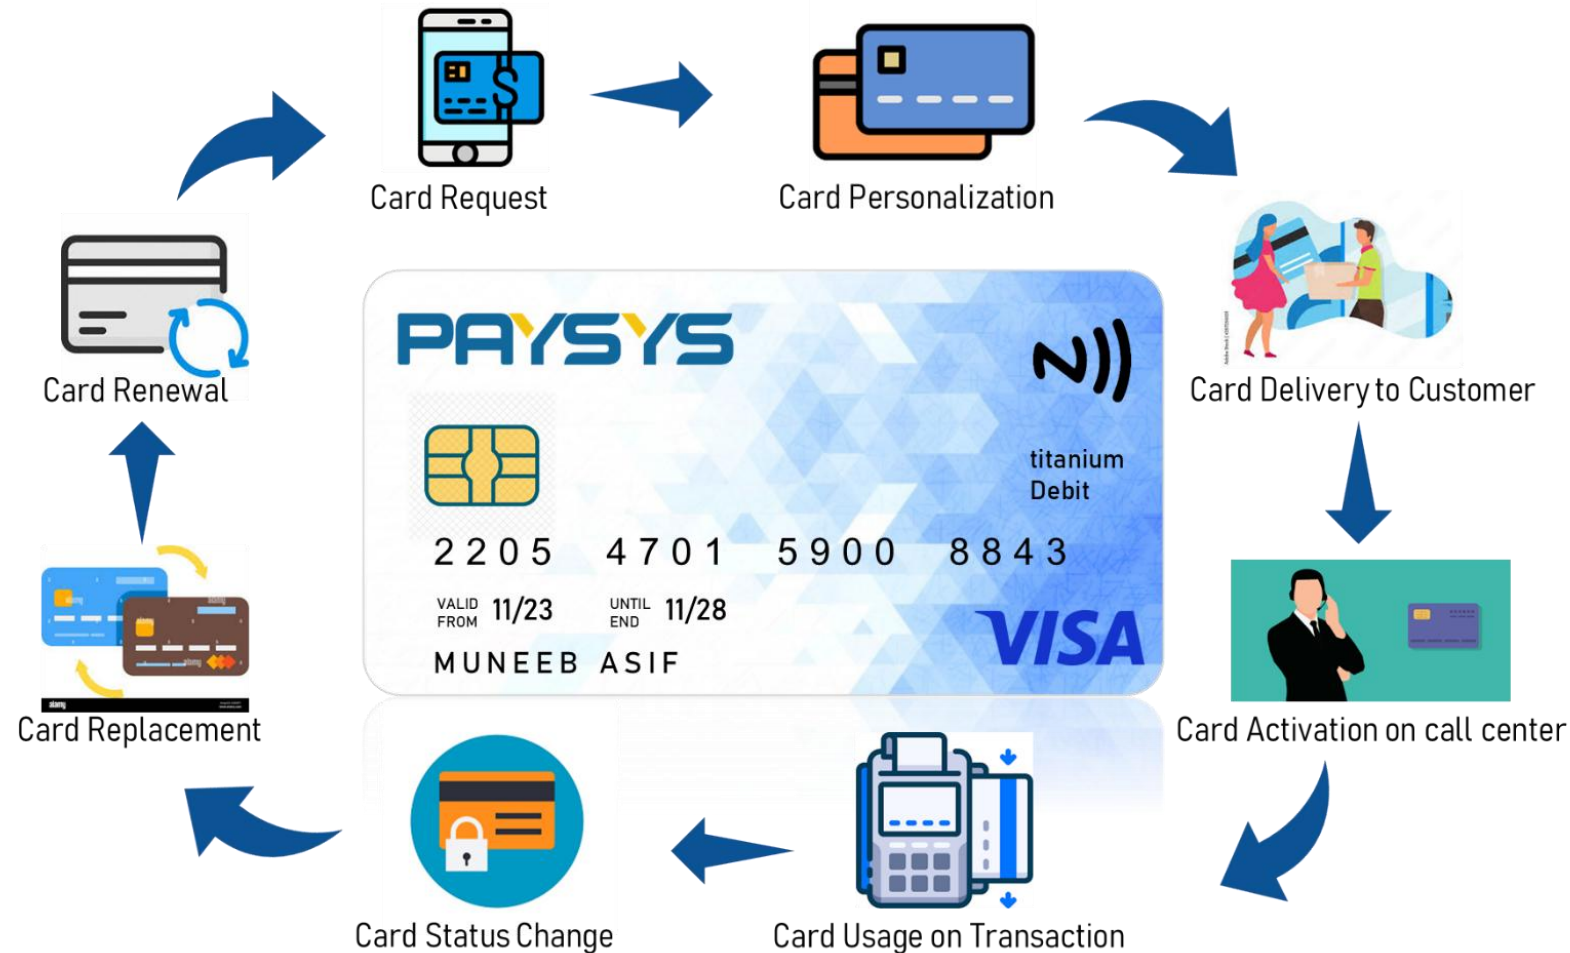 Card Request
Card Personalization
Card Delivery to Customer
Card Activation on call center
Card Usage on Transaction
Card Status Change
Card Replacement
Card Renewal
PAYSYS
titanium
Debit
2205 4701 5900 8843
VALID FROM 11/23 UNTIL END 11/28
MUNEEB ASIF
VISA
alamy